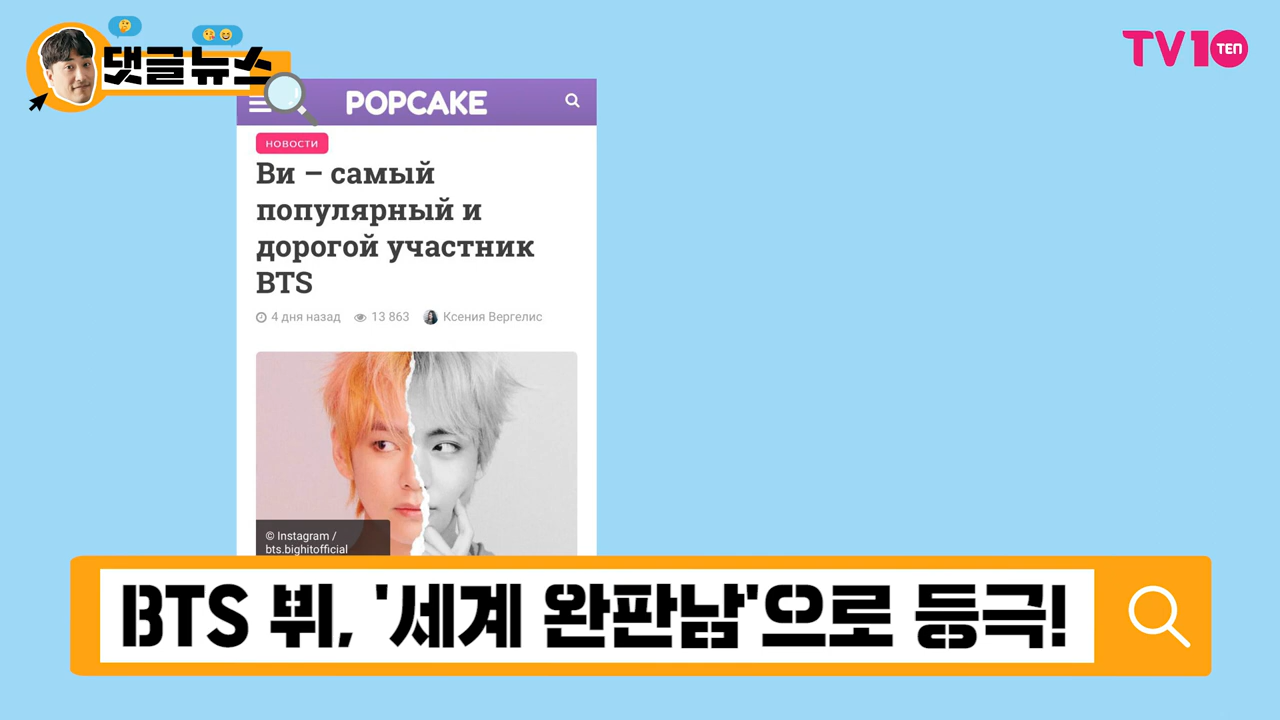 댓글뉴스
TV10
TEN
POPCAKE
НОВОСТИ
Ви – самый
популярный и
дорогой участник
BTS
4 дня назад 13 863 Ксения Вергелис
© Instagram /
bts.bighitofficial
BTS 뷔, '세계 완판남'으로 등극!